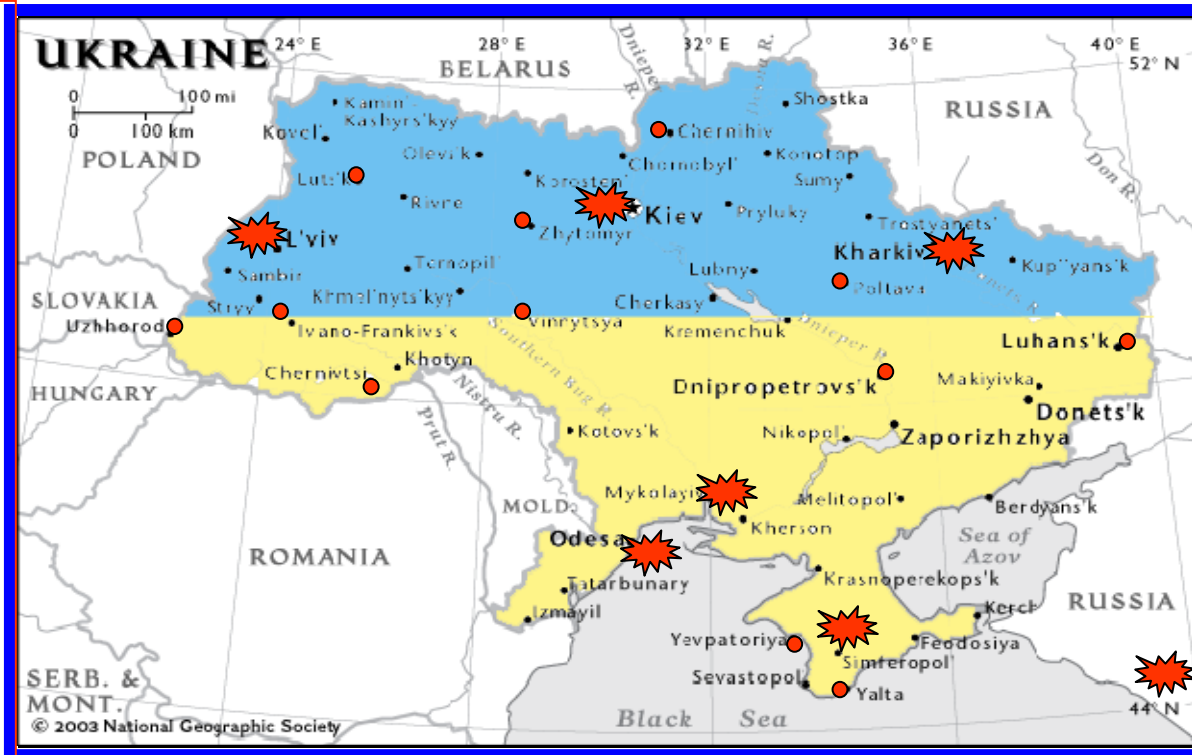 UKRAINE
24° E
28° E
Dnieper R.
32° E
36° E
40° E
52° N
BELARUS
RUSSIA
POLAND
0 100 mi
0 100 km
Kamin'-
Kashyrs'kyy
Kovel'
Olevs'k
Shostka
Chernihiv
Chornobyl'
Konotop
Sumy
Luts'k
Rivne
Korosten'
Kiev
Zhytomyr
Pryluky
Trostyanets'
Don R.
L'viv
Kharkiv
Kup''yans'k
Sambir
Ternopil'
Lubny
Poltava
SLOVAKIA
Stryy
Khmel'nyts'kyy
Cherkasy
Uzhhorod
Ivano-Frankivs'k
Vinnytsya
Kremenchuk
Dnieper R.
Luhans'k
Khotyn
Chernivtsi
Southern Bug R.
Dnipropetrovs'k
Makiyivka
HUNGARY
Nistru R.
Prut R.
Donets'k
Kotovs'k
Nikopol'
Zaporizhzhya
Mykolayiv
Melitopol'
MOLD.
Berdyans'k
Kherson
Odesa
Sea of
Azov
ROMANIA
Tatarbunary
Krasnoperekops'k
Izmayil
Kerch
RUSSIA
Yevpatoriya
Feodosiya
Simferopol'
SERB. &
MONT.
Sevastopol'
Yalta
44° N
Black Sea
© 2003 National Geographic Society